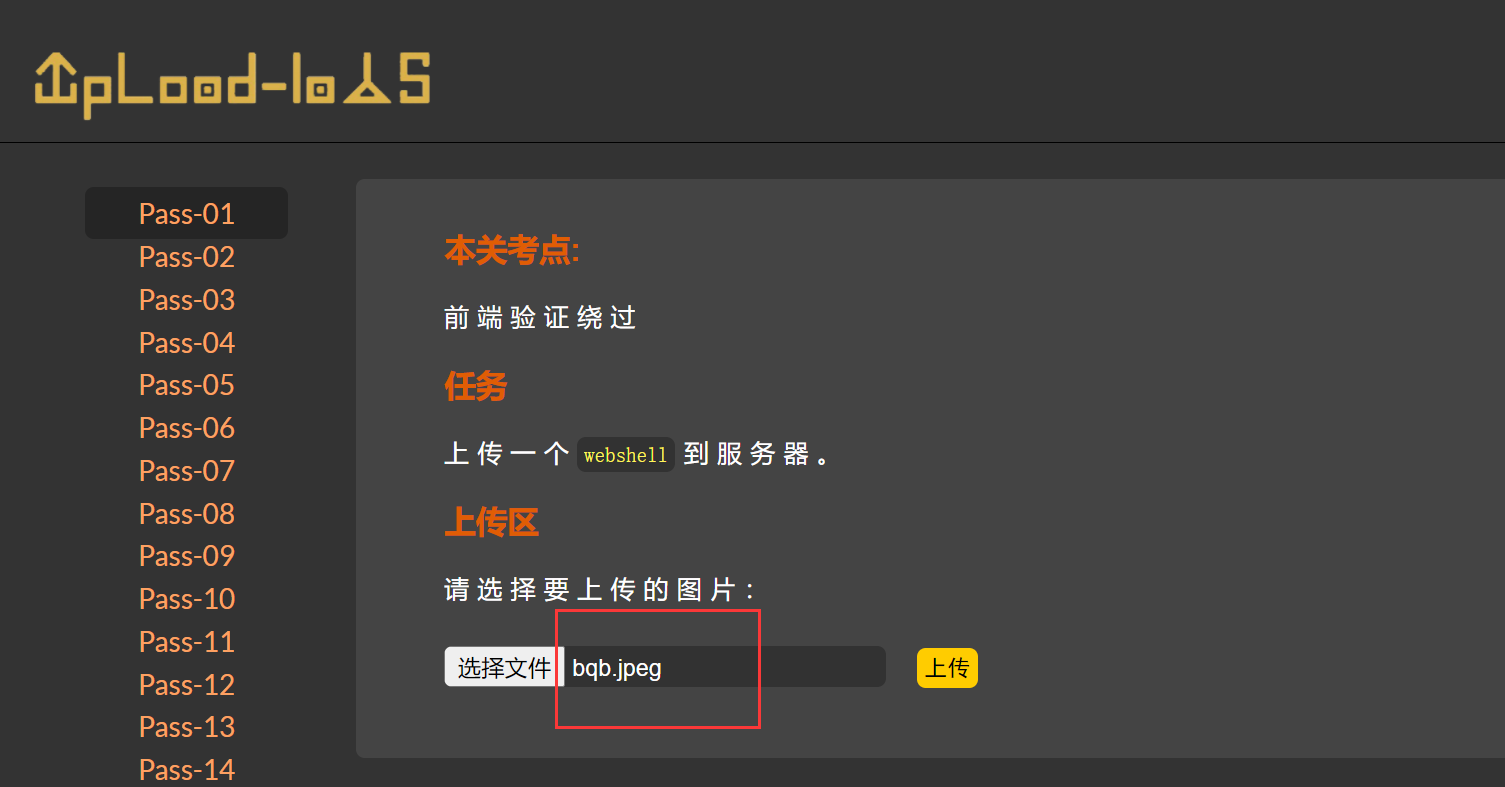 UpLoad-labS
Pass-01
Pass-02
Pass-03
Pass-04
Pass-05
Pass-06
Pass-07
Pass-08
Pass-09
Pass-10
Pass-11
Pass-12
Pass-13
Pass-14
本关考点:
前端验证绕过
任务
上传一个 webshell 到服务器。
上传区
请选择要上传的图片：
选择文件 bqb.jpeg 上传